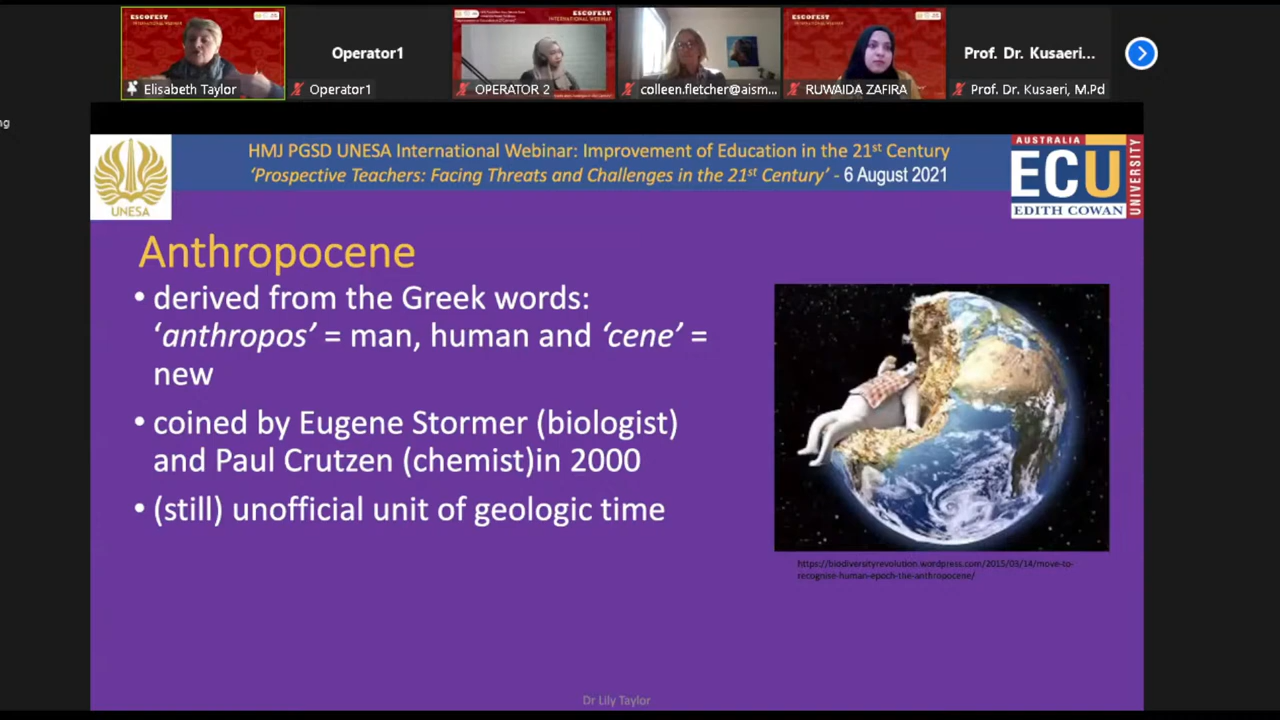 ESCOFEST
INTERNATIONAL WEBINAR
ESCOFEST
Operator1
Prof. Dr. Kusaeri...
Elisabeth Taylor
Operator1
OPERATOR 2
colleen.fletcher@aism...
RUWAIDA ZAFIRA
Prof. Dr. Kusaeri, M.Pd
ng
UNESA
HMJ PGSD UNESA International Webinar: Improvement of Education in the 21st Century
‘Prospective Teachers: Facing Threats and Challenges in the 21st Century’ - 6 August 2021
AUSTRALIA
ECU
EDITH COWAN
UNIVERSITY
Anthropocene
• derived from the Greek words:
‘anthropos’ = man, human and ‘cene’ =
new
• coined by Eugene Stormer (biologist)
and Paul Crutzen (chemist)in 2000
• (still) unofficial unit of geologic time
https://biodiversityrevolution.wordpress.com/2015/03/14/move-to-
recognise-human-epoch-the-anthropocene/
Dr Lily Taylor